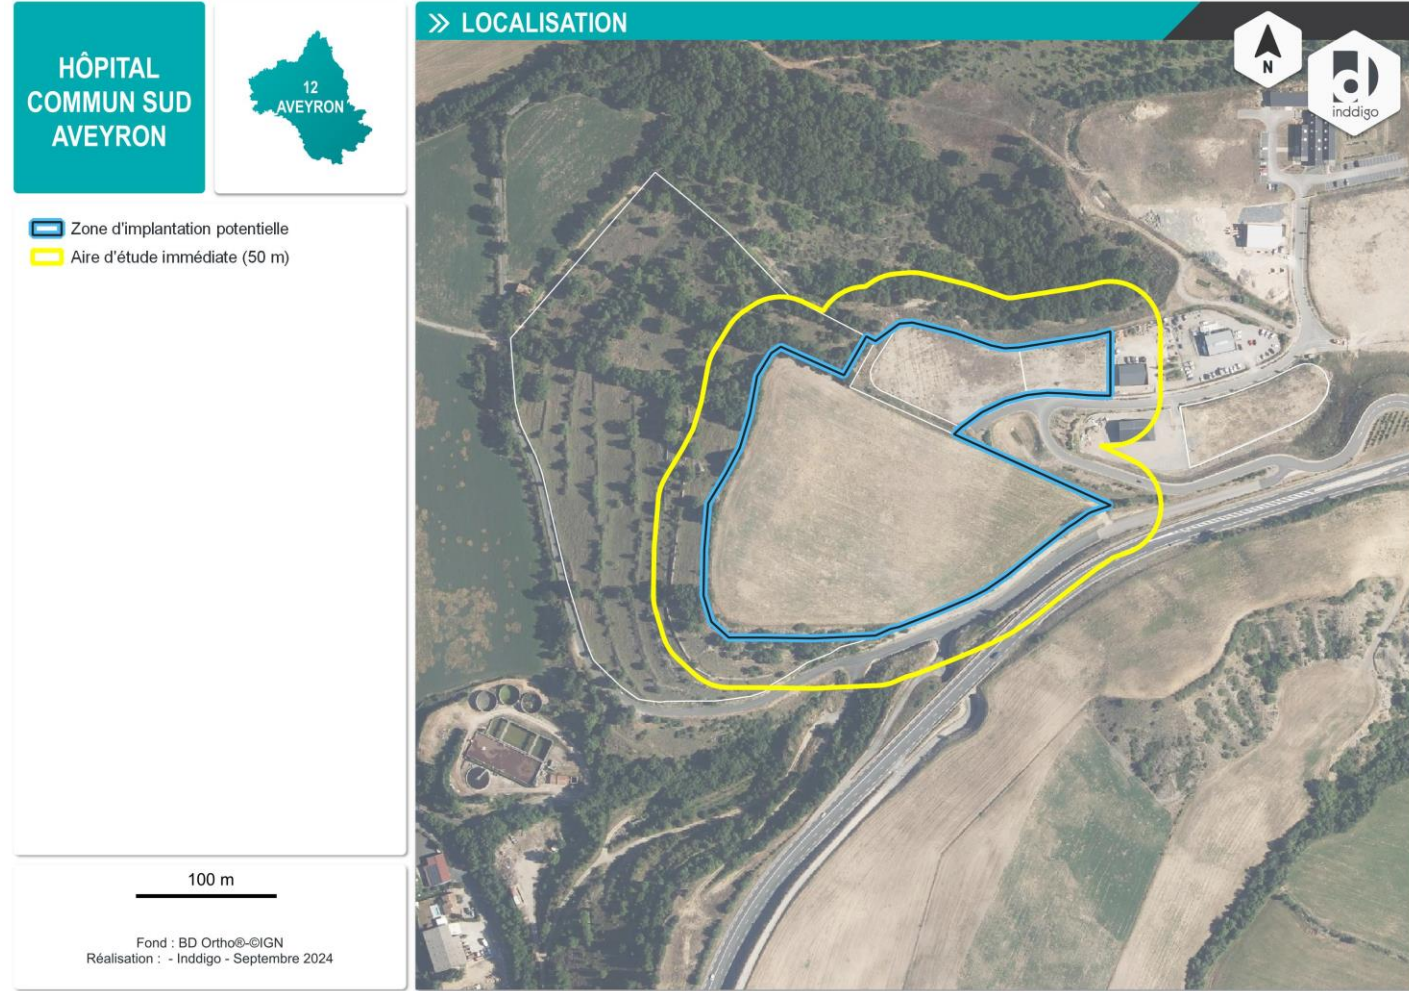 HÔPITAL
COMMUN SUD
AVEYRON
12
AVEYRON
» LOCALISATION
N
inddigo
Zone d'implantation potentielle
Aire d'étude immédiate (50 m)
100 m
Fond : BD Ortho®-©IGN
Réalisation : - Inddigo - Septembre 2024